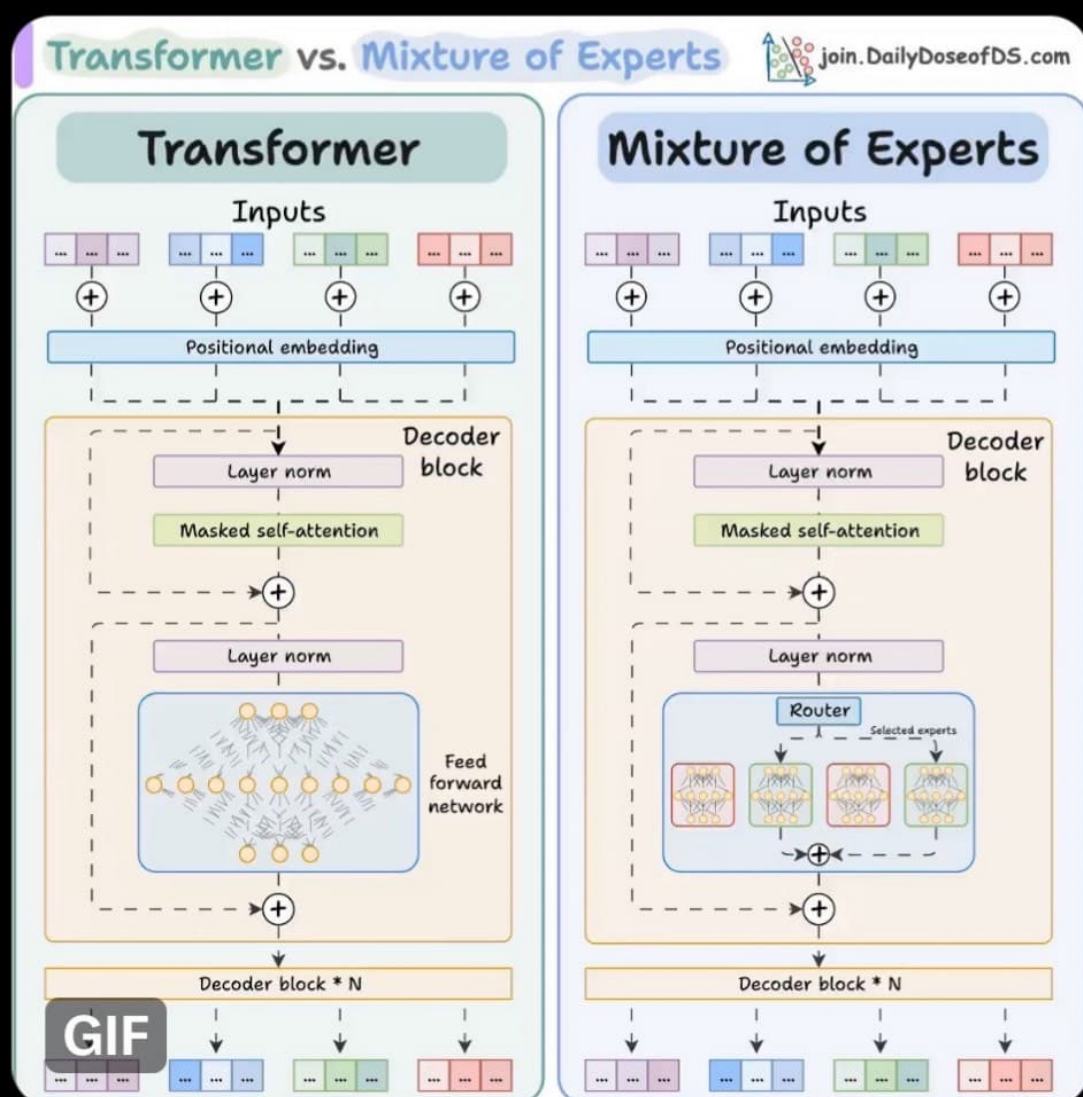 Transformer vs. Mixture of Experts
join.DailyDoseofDS.com
Transformer
Inputs
... ... ... ... ... ... ... ... ... ... ... ...
+ + + +
Positional embedding
Decoder
block
Layer norm
Masked self-attention
+
Layer norm
Feed
forward
network
+
Decoder block * N
GIF
... ... ... ... ... ... ... ... ... ... ... ...
Mixture of Experts
Inputs
... ... ... ... ... ... ... ... ... ... ... ...
+ + + +
Positional embedding
Decoder
block
Layer norm
Masked self-attention
+
Layer norm
Router
Selected experts
+
+
Decoder block * N
... ... ... ... ... ... ... ... ... ... ... ...